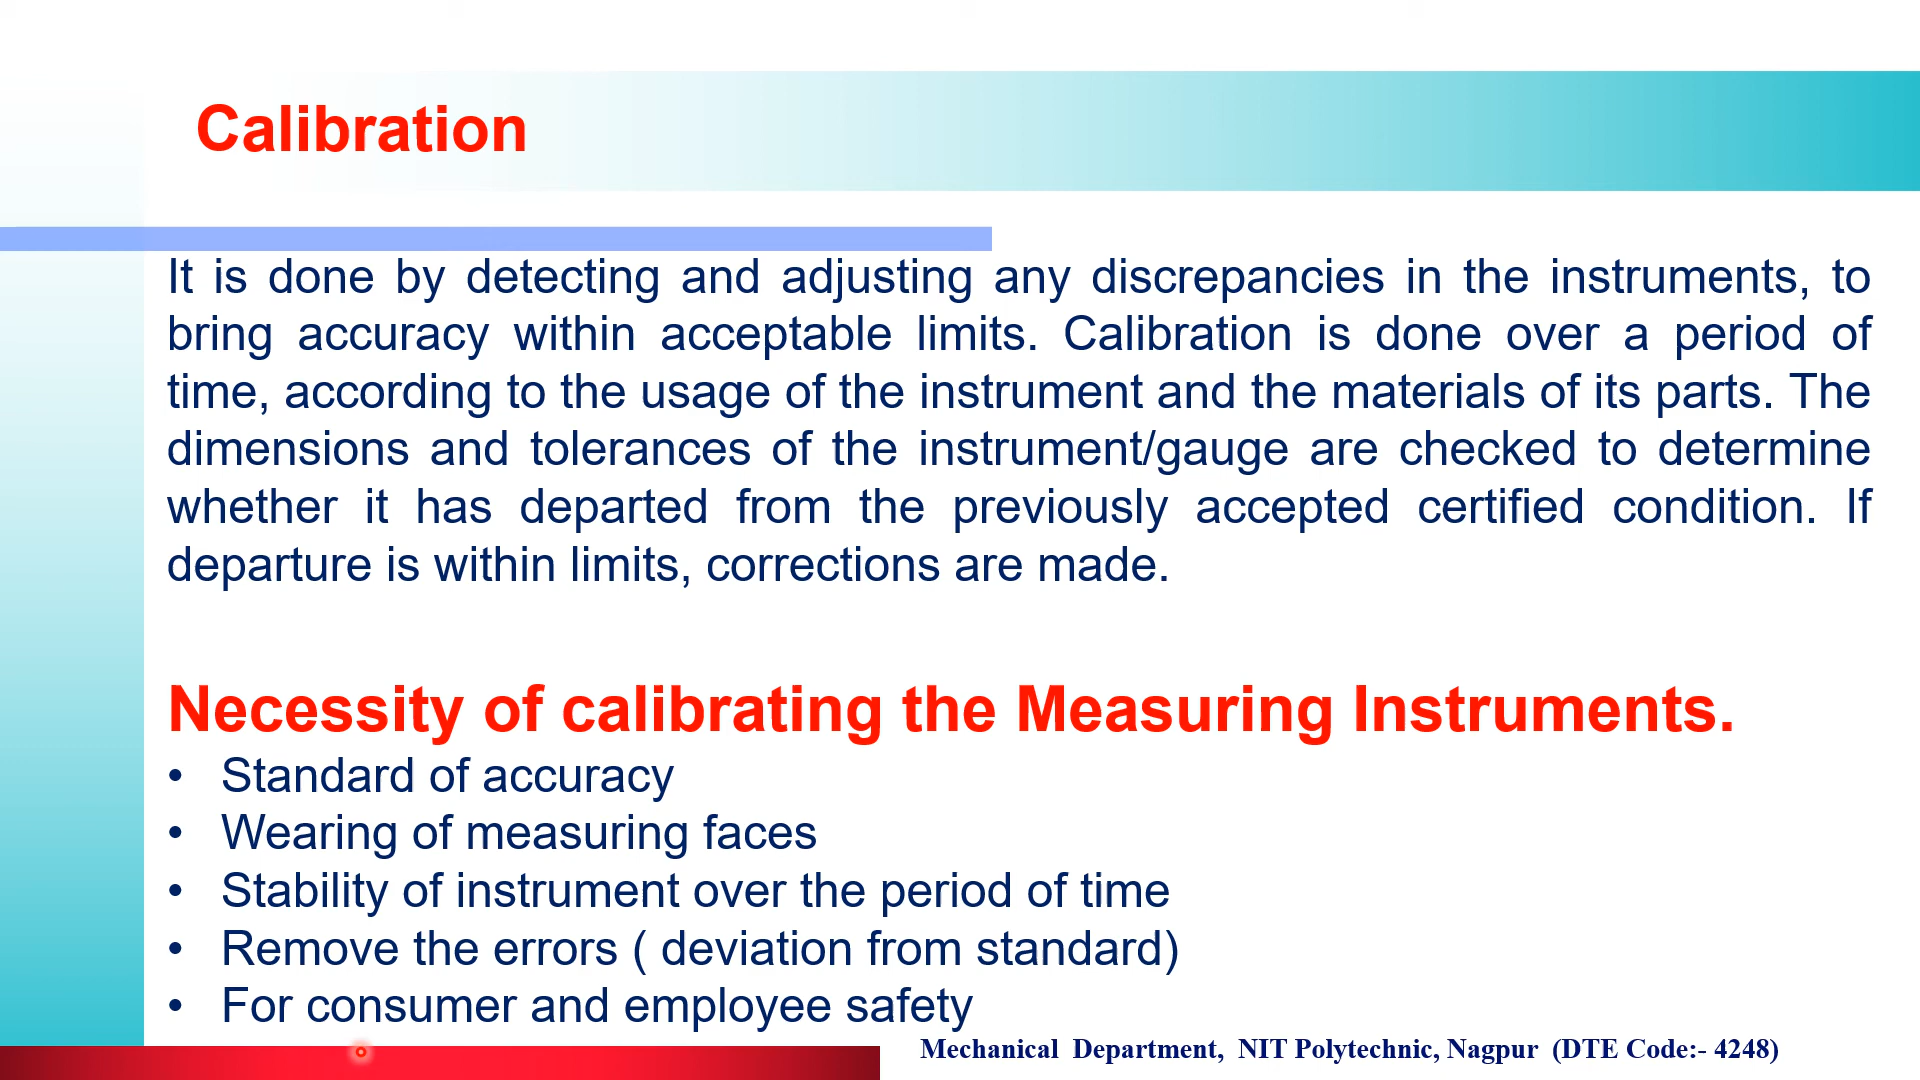 Calibration
It is done by detecting and adjusting any discrepancies in the instruments, to
bring accuracy within acceptable limits. Calibration is done over a period of
time, according to the usage of the instrument and the materials of its parts. The
dimensions and tolerances of the instrument/gauge are checked to determine
whether it has departed from the previously accepted certified condition. If
departure is within limits, corrections are made.
Necessity of calibrating the Measuring Instruments.
• Standard of accuracy
• Wearing of measuring faces
• Stability of instrument over the period of time
• Remove the errors ( deviation from standard)
• For consumer and employee safety
Mechanical Department, NIT Polytechnic, Nagpur (DTE Code:- 4248)